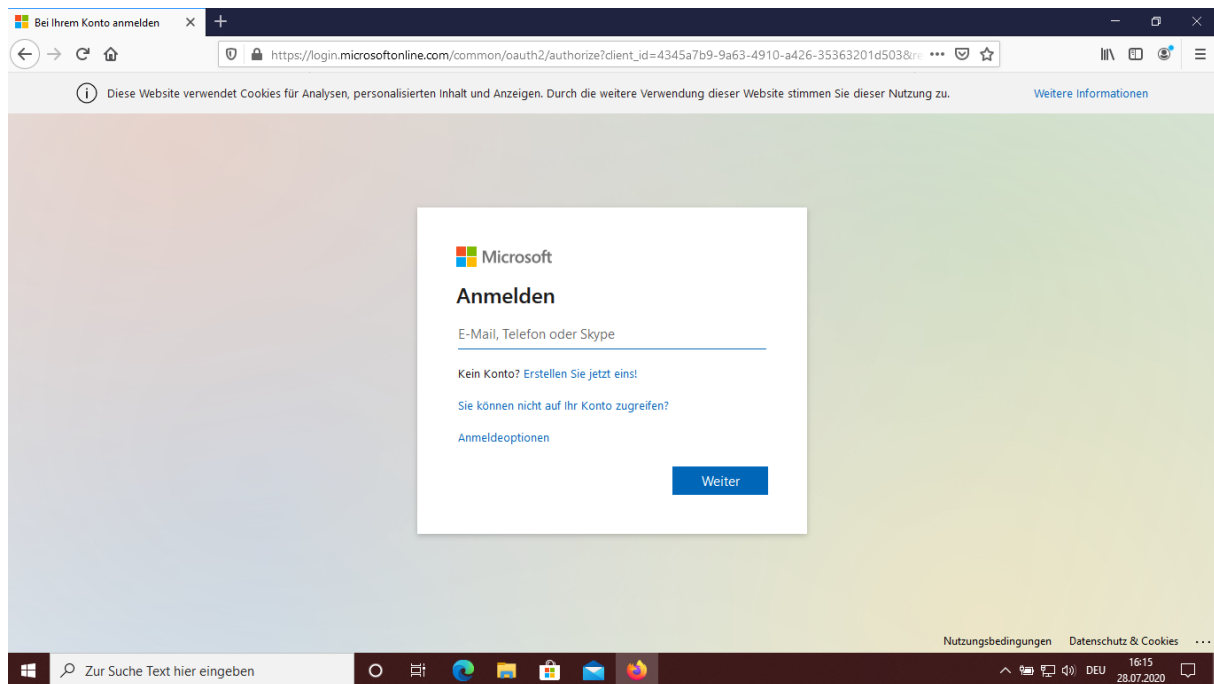 Bei Ihrem Konto anmelden
https://login.microsoftonline.com/common/oauth2/authorize?client_id=4345a7b9-9a63-4910-a426-35363201d503&re
Diese Website verwendet Cookies für Analysen, personalisierten Inhalt und Anzeigen. Durch die weitere Verwendung dieser Website stimmen Sie dieser Nutzung zu. Weitere Informationen
Microsoft
Anmelden
E-Mail, Telefon oder Skype
Kein Konto? Erstellen Sie jetzt eins!
Sie können nicht auf Ihr Konto zugreifen?
Anmeldeoptionen
Weiter
Nutzungsbedingungen Datenschutz & Cookies ...
Zur Suche Text hier eingeben
DEU
16:15
28.07.2020